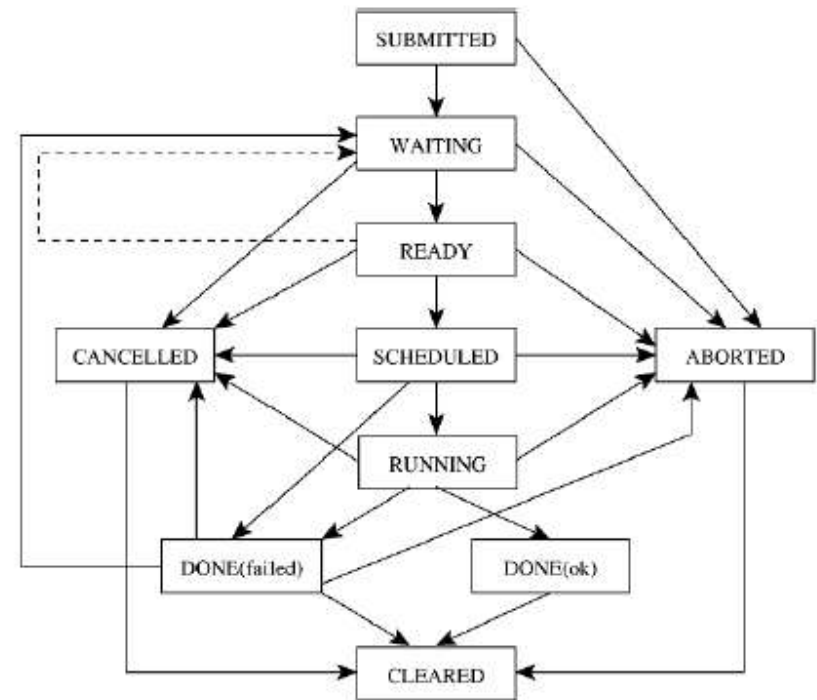 SUBMITTED
WAITING
READY
CANCELLED
SCHEDULED
ABORTED
RUNNING
DONE(failed)
DONE(ok)
CLEARED